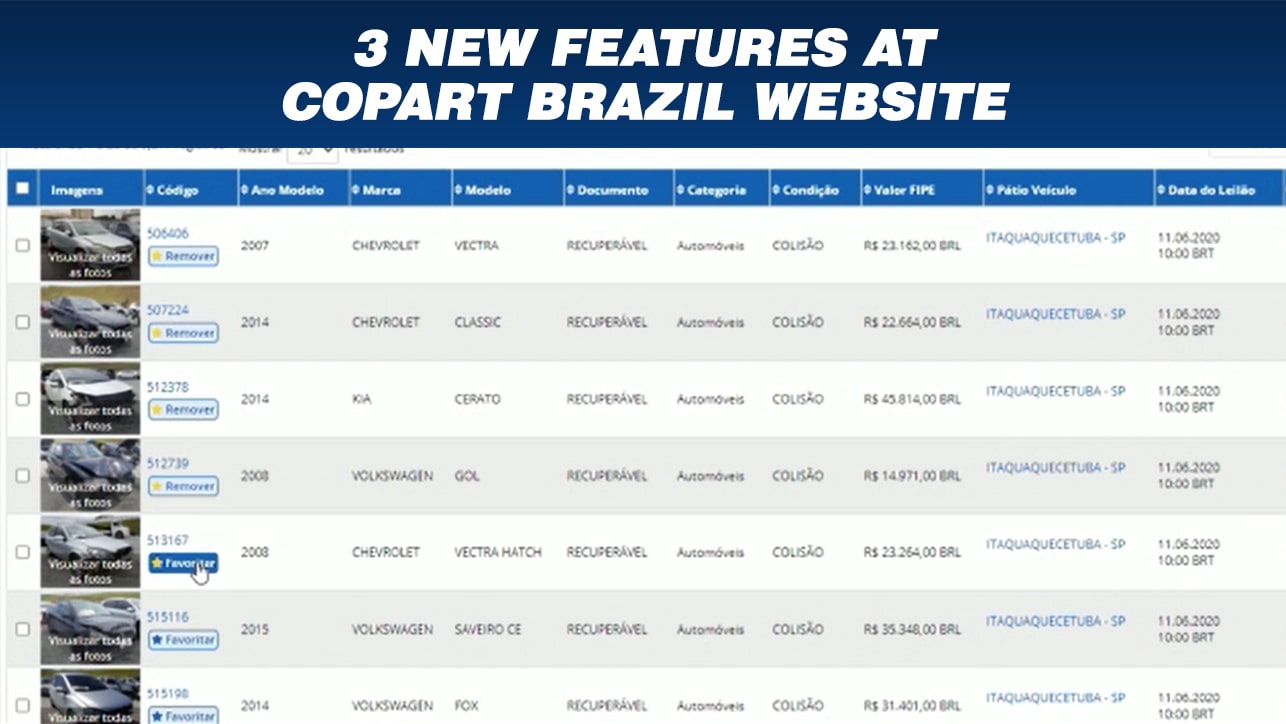 3 NEW FEATURES AT
COPART BRAZIL WEBSITE
Mostrar 20 resultados
Imagens Código Ano Modelo Marca Modelo Documento Categoria Condição Valor FIPE Pátio Veículo Data do Leilão
Visualizar todas as fotos 506406 Remover 2007 CHEVROLET VECTRA RECUPERÁVEL Automóveis COLISÃO R$ 23.162,00 BRL ITAQUAQUECETUBA - SP 11.06.2020 10:00 BRT
Visualizar todas as fotos 507224 Remover 2014 CHEVROLET CLASSIC RECUPERÁVEL Automóveis COLISÃO R$ 22.664,00 BRL ITAQUAQUECETUBA - SP 11.06.2020 10:00 BRT
Visualizar todas as fotos 512378 Remover 2014 KIA CERATO RECUPERÁVEL Automóveis COLISÃO R$ 45.814,00 BRL ITAQUAQUECETUBA - SP 11.06.2020 10:00 BRT
Visualizar todas as fotos 512739 Remover 2008 VOLKSWAGEN GOL RECUPERÁVEL Automóveis COLISÃO R$ 14.971,00 BRL ITAQUAQUECETUBA - SP 11.06.2020 10:00 BRT
Visualizar todas as fotos 513167 Favoritar 2008 CHEVROLET VECTRA HATCH RECUPERÁVEL Automóveis COLISÃO R$ 23.264,00 BRL ITAQUAQUECETUBA - SP 11.06.2020 10:00 BRT
Visualizar todas as fotos 515116 Favoritar 2015 VOLKSWAGEN SAVEIRO CE RECUPERÁVEL Automóveis COLISÃO R$ 35.348,00 BRL ITAQUAQUECETUBA - SP 11.06.2020 10:00 BRT
Visualizar todas 515198 Favoritar 2014 VOLKSWAGEN FOX RECUPERÁVEL Automóveis COLISÃO R$ 31.401,00 BRL ITAQUAQUECETUBA - SP 11.06.2020 10:00 BRT